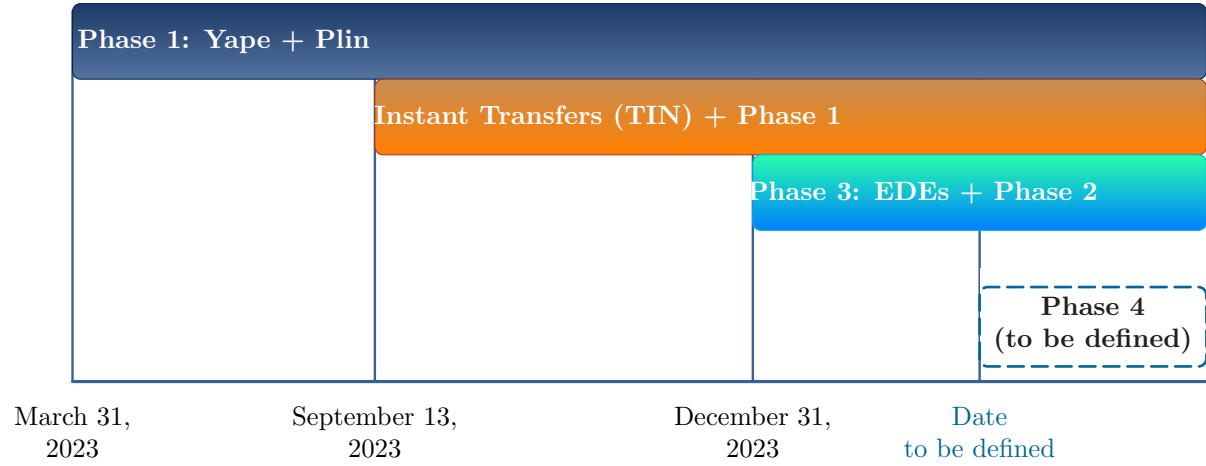 Phase 1: Yape + Plin
Instant Transfers (TIN) + Phase 1
Phase 3: EDEs + Phase 2
Phase 4
(to be defined)
March 31,
2023
September 13,
2023
December 31,
2023
Date
to be defined